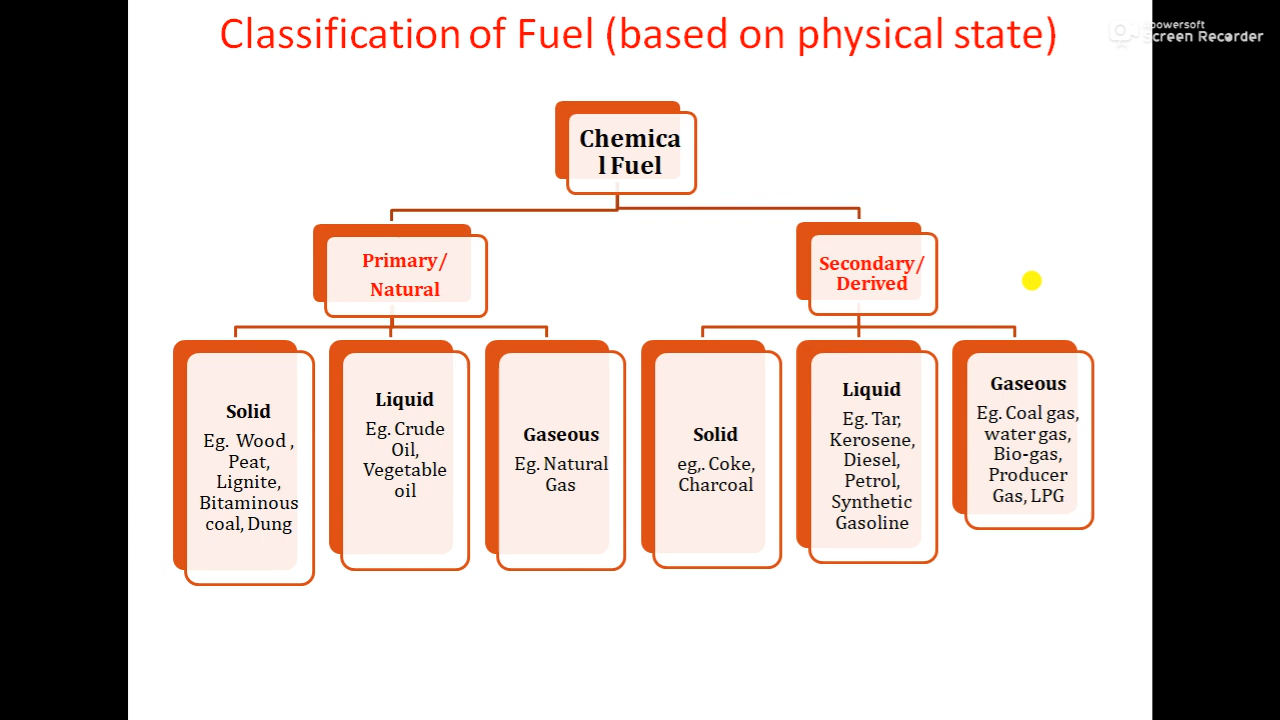 Classification of Fuel (based on physical state)
Screen Recorder
Chemica
l Fuel
Primary/
Natural
Secondary/
Derived
Solid
Eg. Wood ,
Peat,
Lignite,
Bitaminous
coal, Dung
Liquid
Eg. Crude
Oil,
Vegetable
oil
Gaseous
Eg. Natural
Gas
Solid
eg,. Coke,
Charcoal
Liquid
Eg. Tar,
Kerosene,
Diesel,
Petrol,
Synthetic
Gasoline
Gaseous
Eg. Coal gas,
water gas,
Bio-gas,
Producer
Gas, LPG